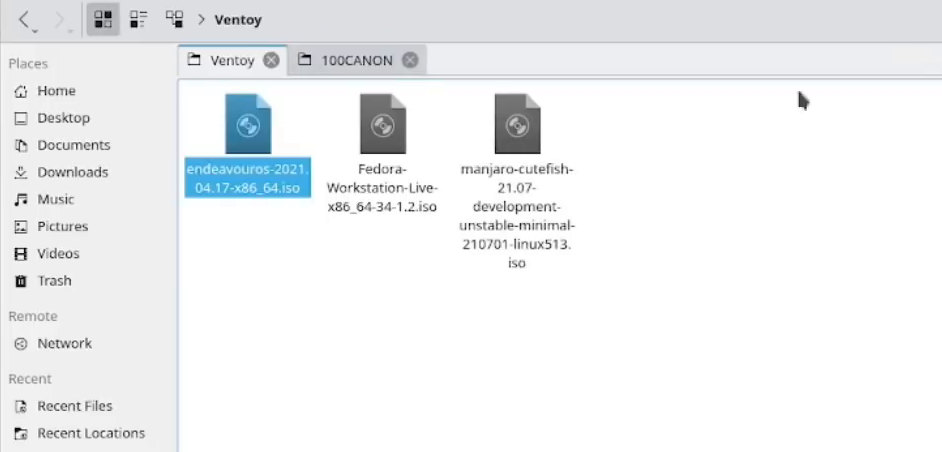 Ventoy
Places
Home
Desktop
Documents
Downloads
Music
Pictures
Videos
Trash
Remote
Network
Recent
Recent Files
Recent Locations
Ventoy
100CANON
endeavouros-2021.
04.17-x86_64.iso
Fedora-
Workstation-Live-
x86_64-34-1.2.iso
manjaro-cutefish-
21.07-
development-
unstable-minimal-
210701-linux513.
iso